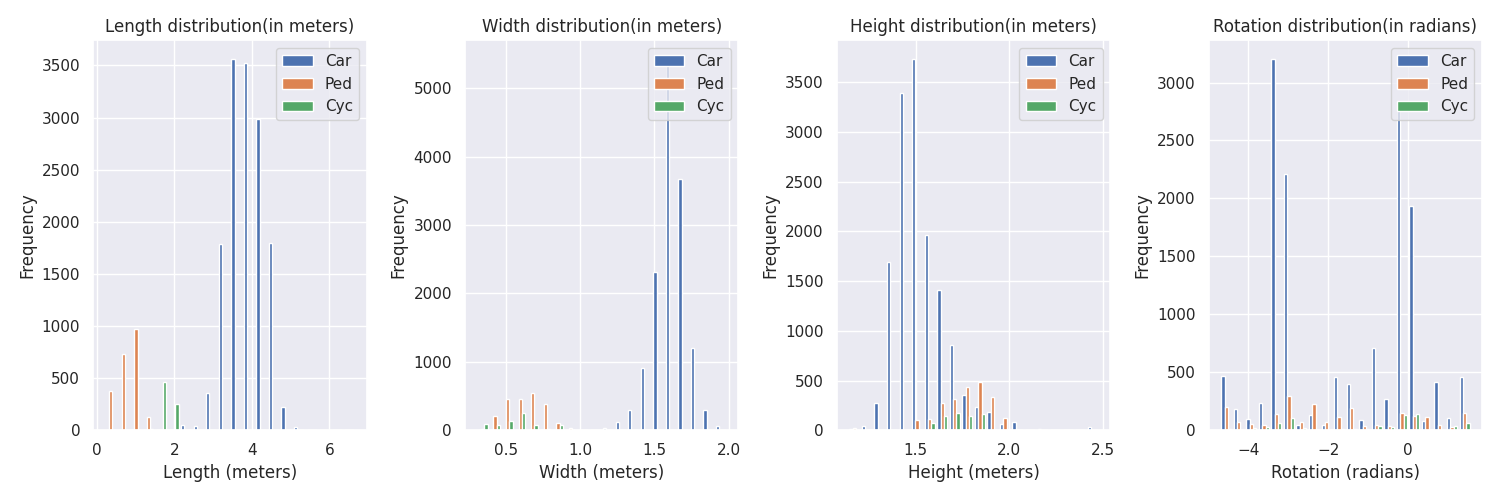 Length distribution(in meters)
Car
Ped
Cyc
3500
3000
2500
2000
1500
1000
500
0
0
2
4
6
Frequency
Length (meters)
Width distribution(in meters)
Car
Ped
Cyc
5000
4000
3000
2000
1000
0
0.5
1.0
1.5
2.0
Frequency
Width (meters)
Height distribution(in meters)
Car
Ped
Cyc
3500
3000
2500
2000
1500
1000
500
0
1.5
2.0
2.5
Frequency
Height (meters)
Rotation distribution(in radians)
Car
Ped
Cyc
3000
2500
2000
1500
1000
500
0
−4
−2
0
Frequency
Rotation (radians)